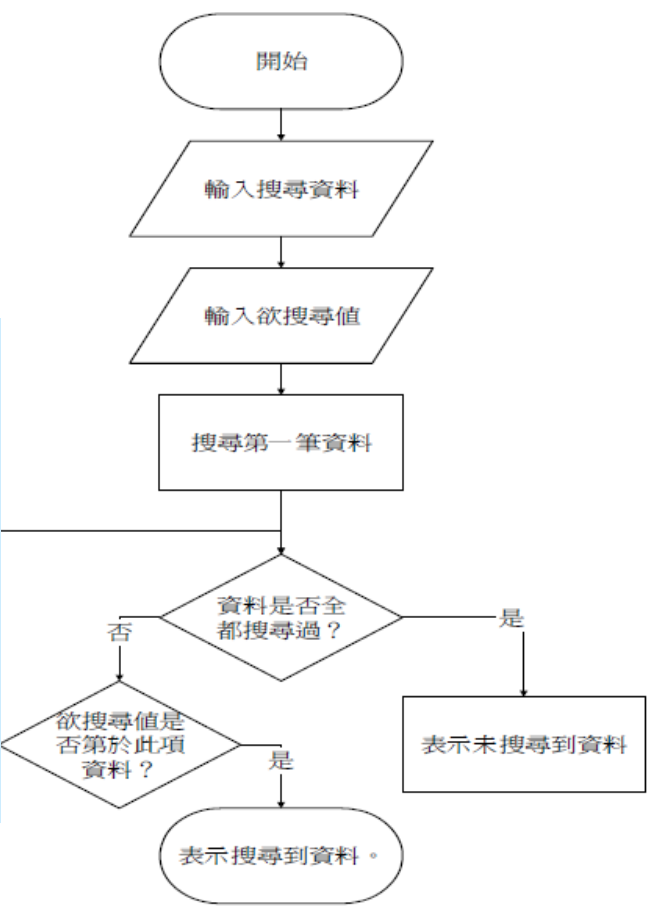 開始
輸入搜尋資料
輸入欲搜尋值
搜尋第一筆資料
資料是否全
都搜尋過？
否
是
欲搜尋值是
否第於此項
資料？
是
表示未搜尋到資料
表示搜尋到資料。